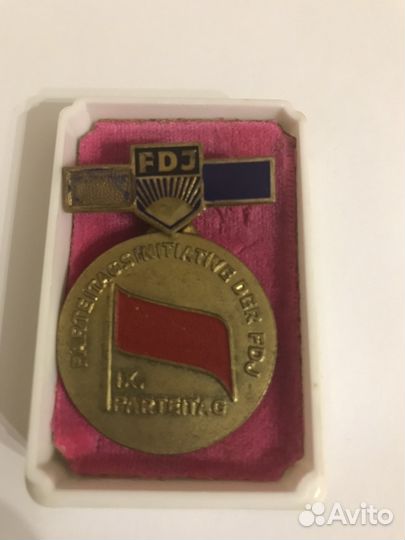 FDJ
PARTEITAGSINITIATIVE DER FDJ
IX.
PARTEITAG
Avito